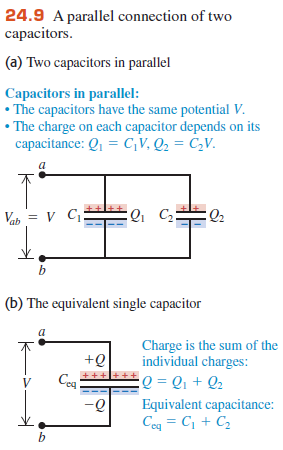 24.9 A parallel connection of two
capacitors.
(a) Two capacitors in parallel
Capacitors in parallel:
• The capacitors have the same potential V.
• The charge on each capacitor depends on its
capacitance: Q₁ = C₁V, Q₂ = C₂V.
a
++ ++ ++
Vab = V C₁ Q₁ C₂ Q₂
b
(b) The equivalent single capacitor
a
Charge is the sum of the
+Q individual charges:
+++ +++
V Ceq Q = Q₁ + Q₂
−Q Equivalent capacitance:
Ceq = C₁ + C₂
b